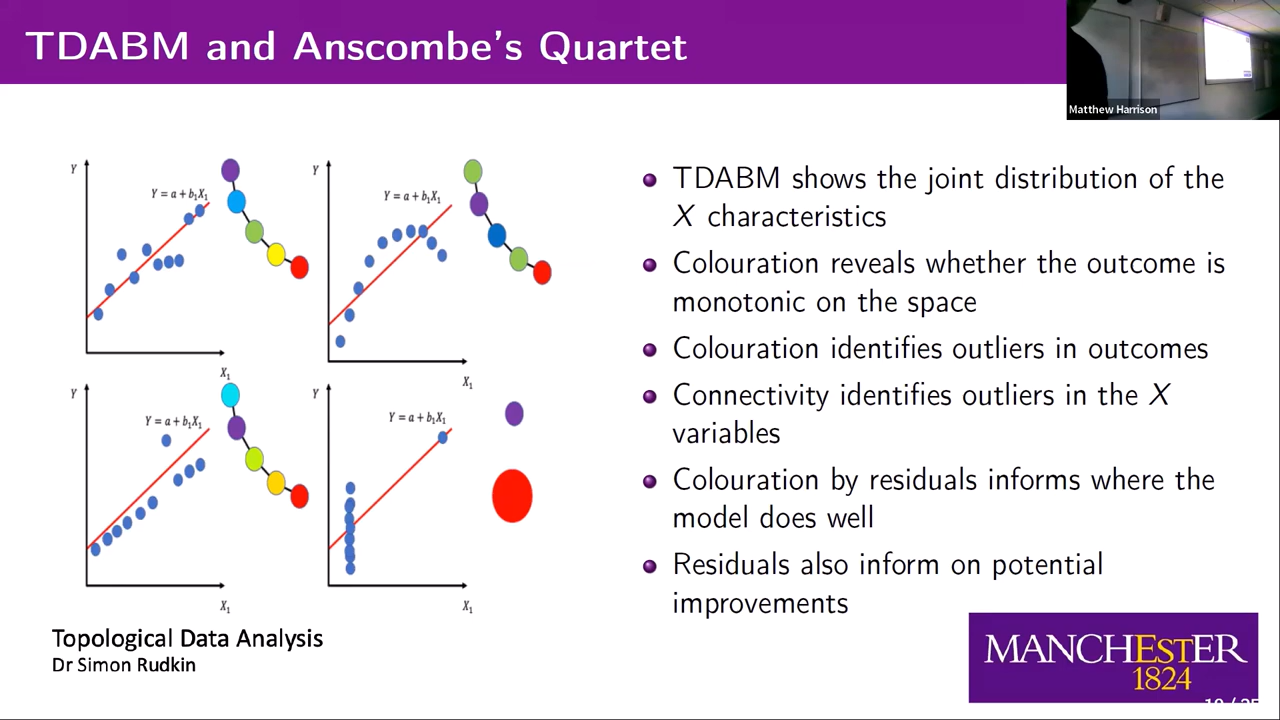 TDABM and Anscombe's Quartet
Matthew Harrison
Y
Y = a + b₁X₁
X₁
Y
Y = a + b₁X₁
X₁
Y
Y = a + b₁X₁
X₁
Y
Y = a + b₁X₁
X₁
TDABM shows the joint distribution of the
X characteristics
Colouration reveals whether the outcome is
monotonic on the space
Colouration identifies outliers in outcomes
Connectivity identifies outliers in the X
variables
Colouration by residuals informs where the
model does well
Residuals also inform on potential
improvements
Topological Data Analysis
Dr Simon Rudkin
MANCHESTER
1824